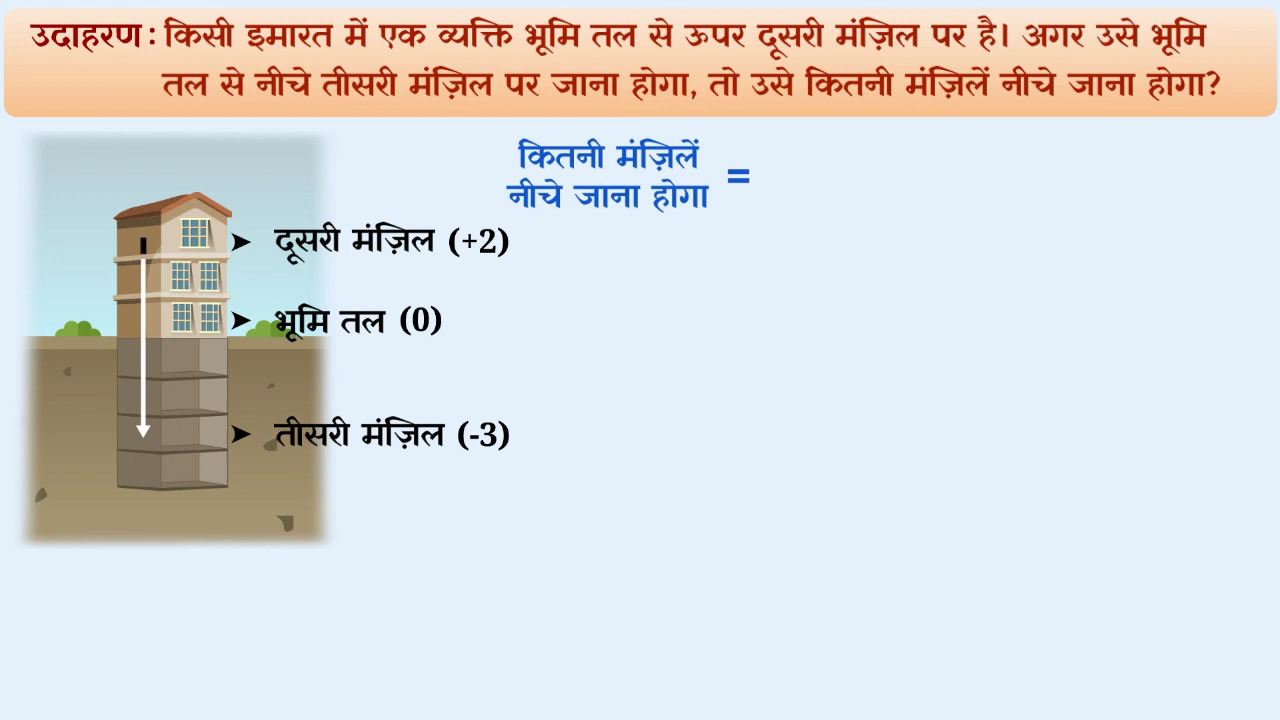 उदाहरण : किसी इमारत में एक व्यक्ति भूमि तल से ऊपर दूसरी मंज़िल पर है। अगर उसे भूमि
तल से नीचे तीसरी मंज़िल पर जाना होगा, तो उसे कितनी मंज़िलें नीचे जाना होगा?
कितनी मंज़िलें
नीचे जाना होगा =
➤ दूसरी मंज़िल (+2)
➤ भूमि तल (0)
➤ तीसरी मंज़िल (-3)